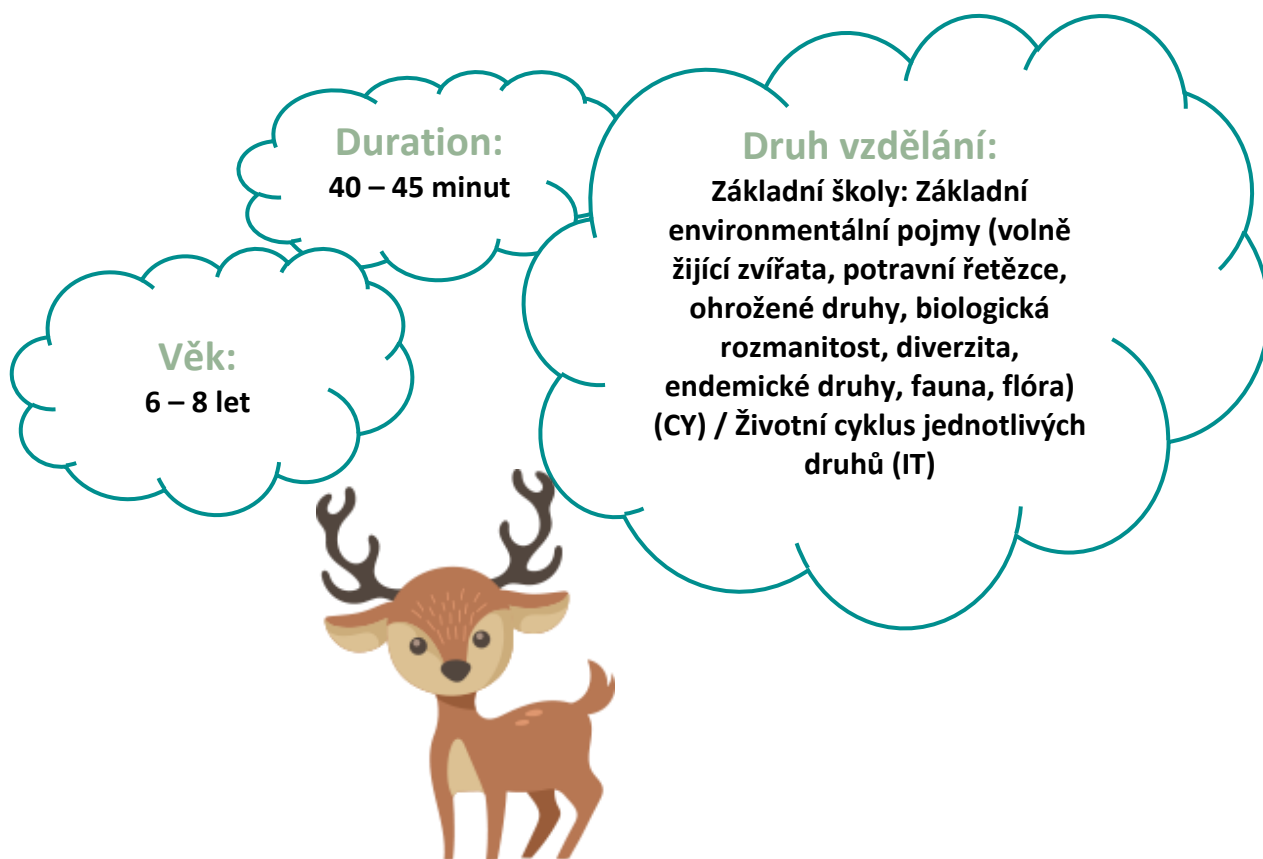 Duration:
40 – 45 minut
Druh vzdělání:
Základní školy: Základní
environmentální pojmy (volně
žijící zvířata, potravní řetězce,
ohrožené druhy, biologická
rozmanitost, diverzita,
endemické druhy, fauna, flóra)
(CY) / Životní cyklus jednotlivých
druhů (IT)
Věk:
6 – 8 let